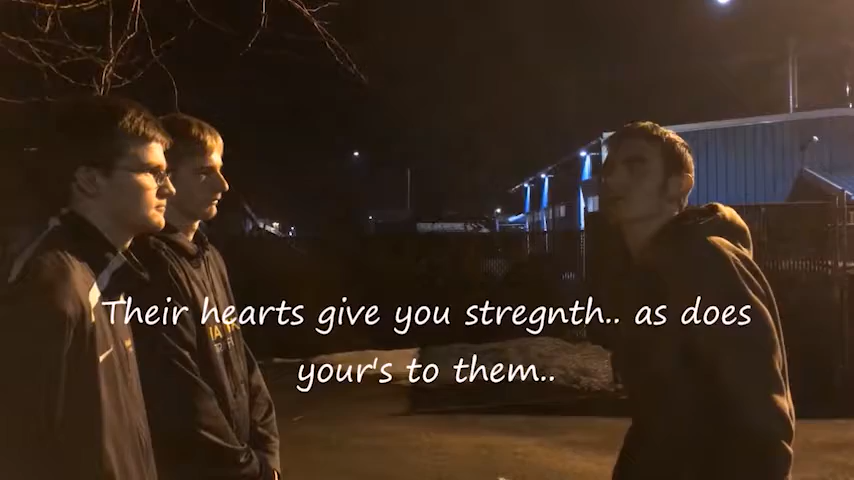 Their hearts give you stregnth.. as does
your's to them..